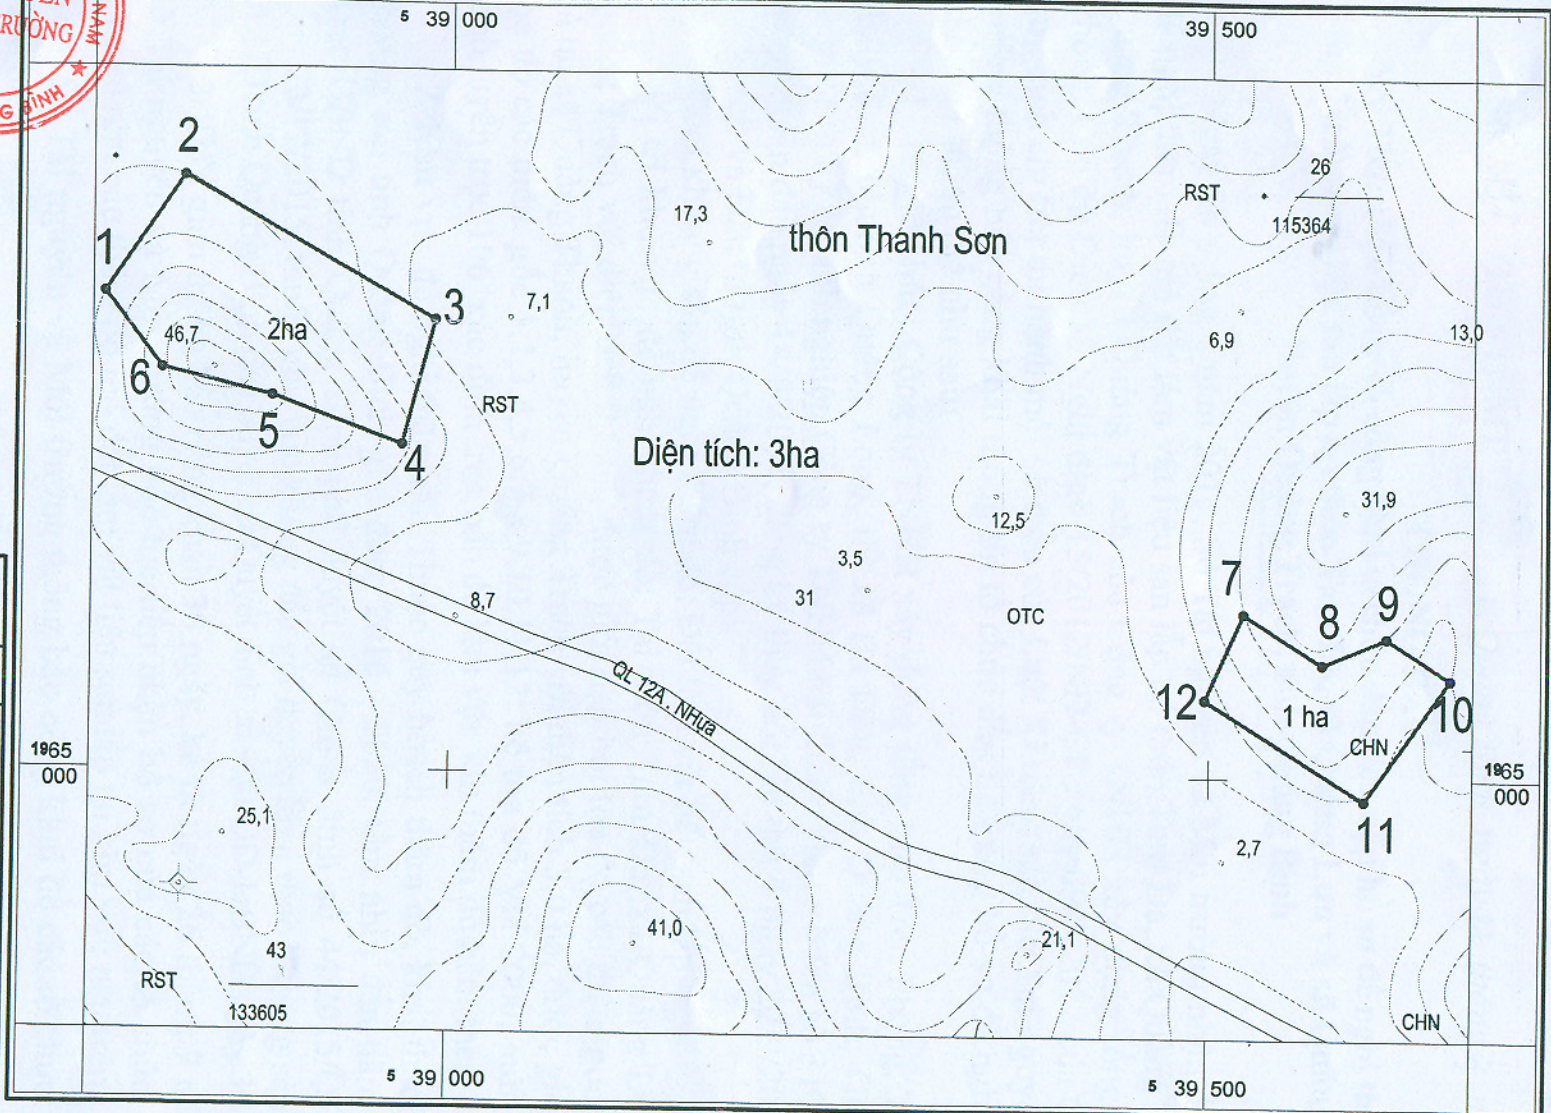 RƯỜNG
NAM
G BÌNH
5 39 000
39 500
2
26
RST
115364
17,3
thôn Thanh Sơn
1
3
7,1
2ha
46,7
6,9
13,0
6
RST
5
4
Diện tích: 3ha
31,9
12,5
3,5
7
31
8,7
OTC
8
9
QL 12A . NHựa
12
1 ha
10
CHN
1965
000
1965
000
11
25,1
2,7
41,0
21,1
43
RST
133605
CHN
5 39 000
5 39 500